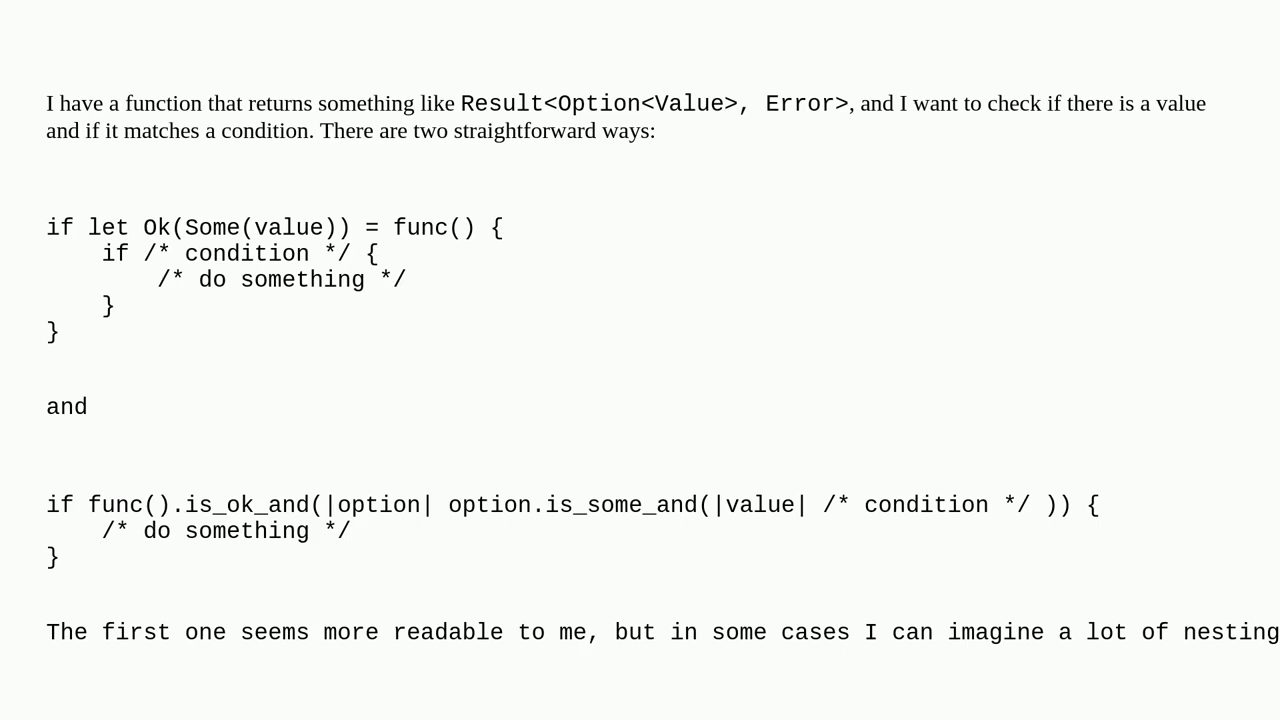 I have a function that returns something like Result<Option<Value>, Error>, and I want to check if there is a value
and if it matches a condition. There are two straightforward ways:
if let Ok(Some(value)) = func() {
    if /* condition */ {
        /* do something */
    }
}
and
if func().is_ok_and(|option| option.is_some_and(|value| /* condition */ )) {
    /* do something */
}
The first one seems more readable to me, but in some cases I can imagine a lot of nesting